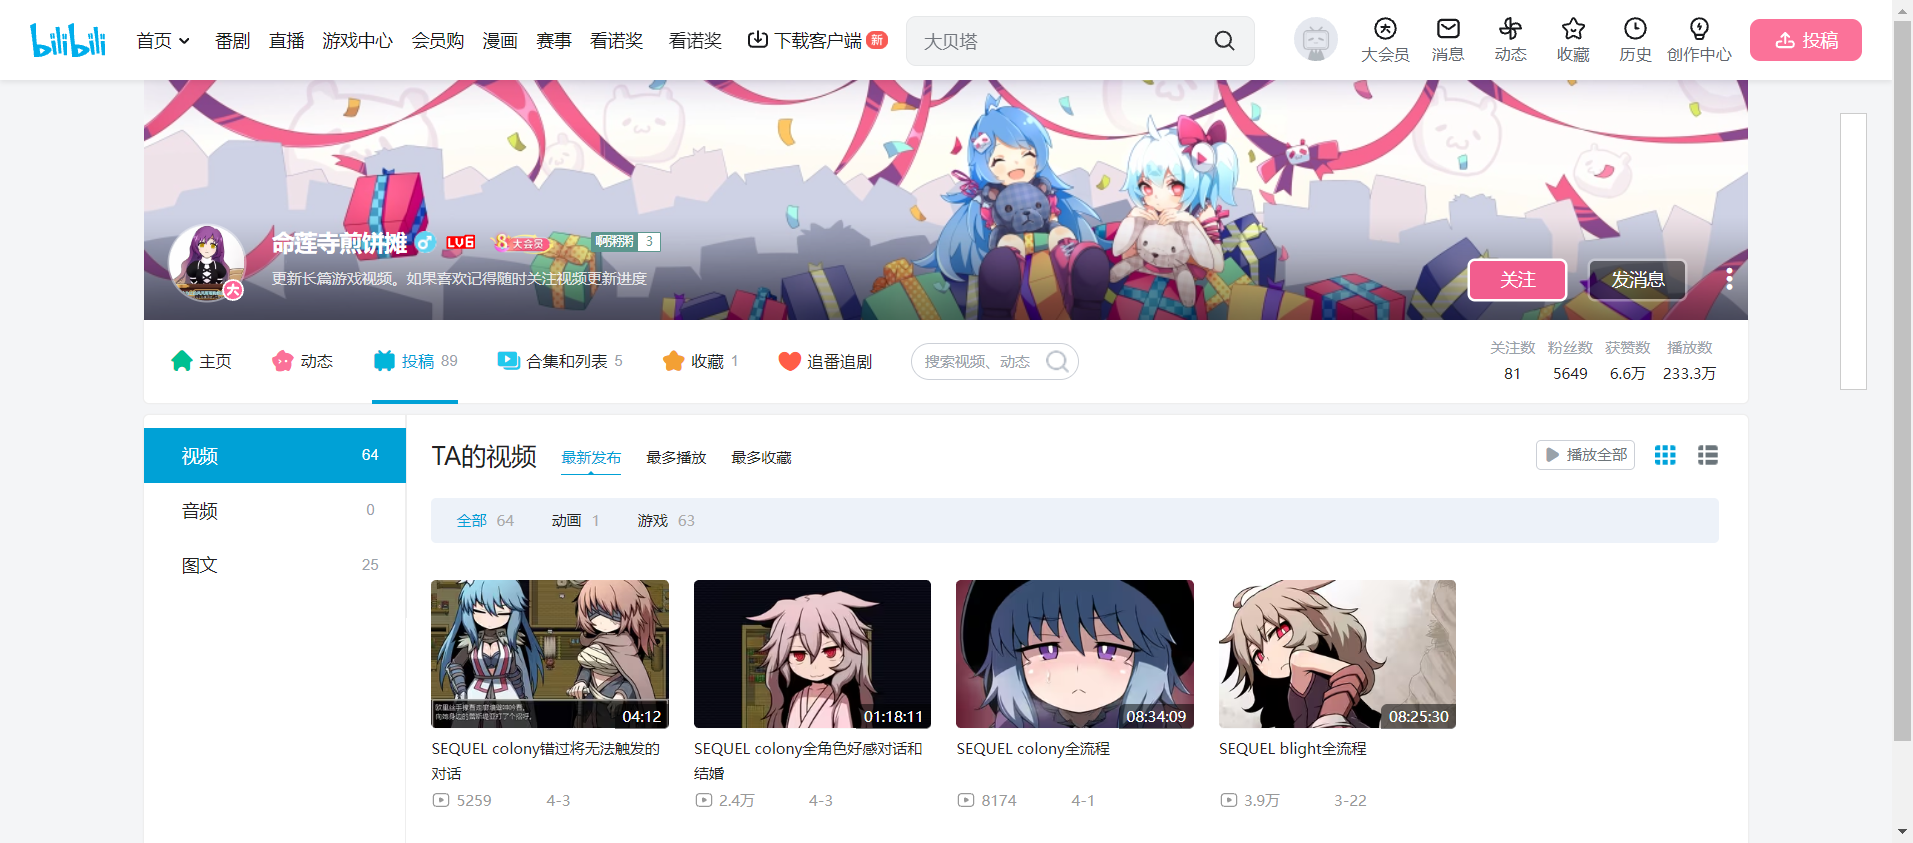 bilibili
首页 番剧 直播 游戏中心 会员购 漫画 赛事 看诺奖 看诺奖 下载客户端 新
大贝塔
大会员 消息 动态 收藏 历史 创作中心 投稿
命莲寺煎饼摊 LV6 大会员 3
更新长篇游戏视频。如果喜欢记得随时关注视频更新进度
大
关注 发消息
主页 动态 投稿 89 合集和列表 5 收藏 1 追番追剧
搜索视频、动态
关注数 粉丝数 获赞数 播放数
81 5649 6.6万 233.3万
视频 64
音频 0
图文 25
TA的视频 最新发布 最多播放 最多收藏
播放全部
全部 64 动画 1 游戏 63
04:12 01:18:11 08:34:09 08:25:30
SEQUEL colony错过将无法触发的
对话
5259 4-3
SEQUEL colony全角色好感对话和
结婚
2.4万 4-3
SEQUEL colony全流程
8174 4-1
SEQUEL blight全流程
3.9万 3-22